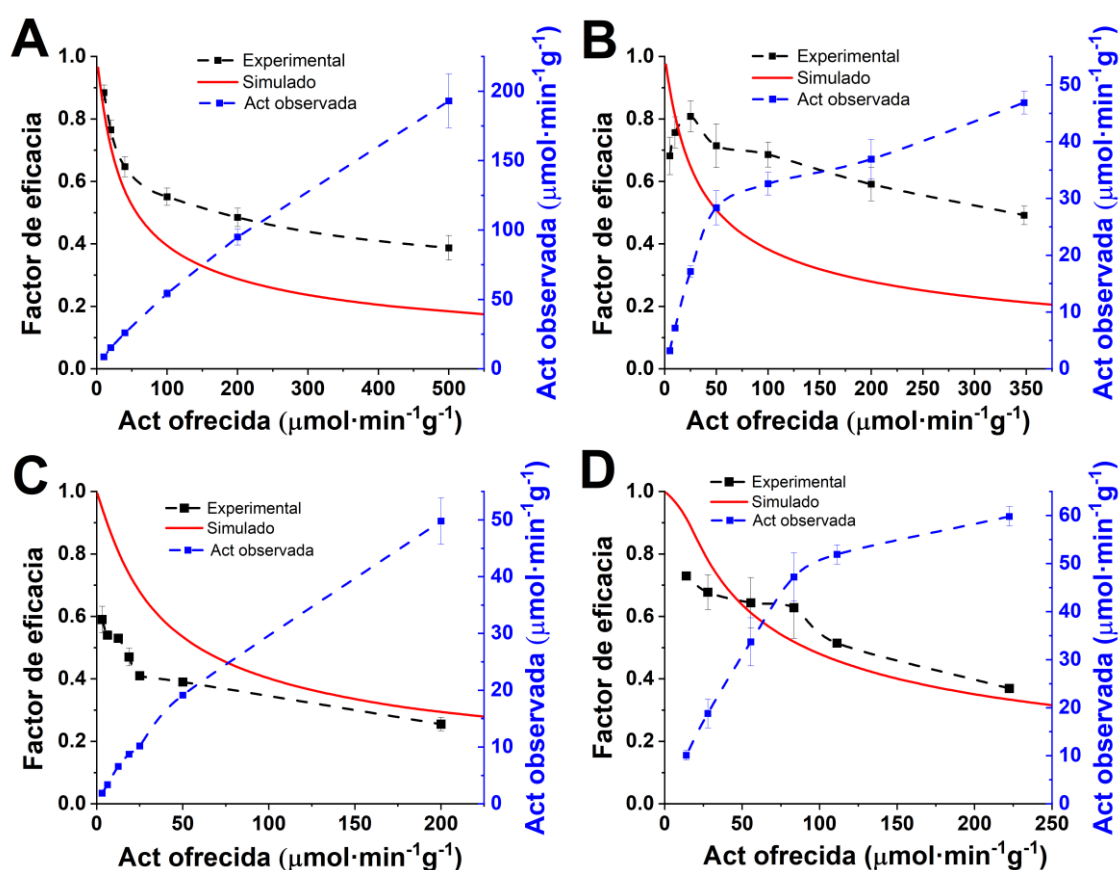 A
Factor de eficacia
1.0
0.8
0.6
0.4
0.2
0.0
Experimental
Simulado
Act observada
200
150
100
50
0
Act observada (μmol·min⁻¹g⁻¹)
0 100 200 300 400 500
Act ofrecida (μmol·min⁻¹g⁻¹)
B
Factor de eficacia
1.0
0.8
0.6
0.4
0.2
0.0
Experimental
Simulado
Act observada
50
40
30
20
10
0
Act observada (μmol·min⁻¹g⁻¹)
0 50 100 150 200 250 300 350
Act ofrecida (μmol·min⁻¹g⁻¹)
C
Factor de eficacia
1.0
0.8
0.6
0.4
0.2
0.0
Experimental
Simulado
Act observada
50
40
30
20
10
0
Act observada (μmol·min⁻¹g⁻¹)
0 50 100 150 200
Act ofrecida (μmol·min⁻¹g⁻¹)
D
Factor de eficacia
1.0
0.8
0.6
0.4
0.2
0.0
Experimental
Simulado
Act observada
60
50
40
30
20
10
0
Act observada (μmol·min⁻¹g⁻¹)
0 50 100 150 200 250
Act ofrecida (μmol·min⁻¹g⁻¹)